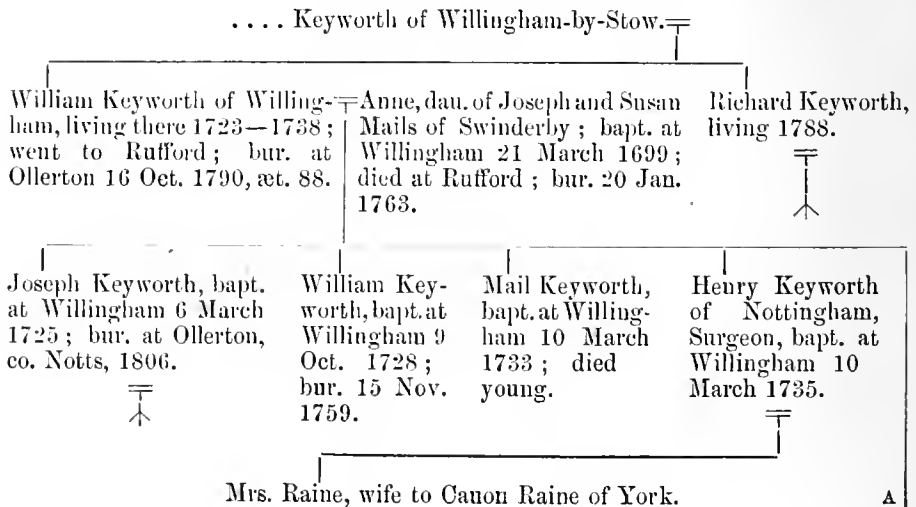 .... Keyworth of Willingham-by-Stow.
William Keyworth of Willing-
ham, living there 1723—1738;
went to Rufford; bur. at
Ollerton 16 Oct. 1790, æt. 88.
Anne, dau. of Joseph and Susan
Mails of Swinderby; bapt. at
Willingham 21 March 1699;
died at Rufford; bur. 20 Jan.
1763.
Richard Keyworth,
living 1788.
Joseph Keyworth, bapt.
at Willingham 6 March
1725; bur. at Ollerton,
co. Notts, 1806.
William Key-
worth, bapt. at
Willingham 9
Oct. 1728;
bur. 15 Nov.
1759.
Mail Keyworth,
bapt. at Willing-
ham 10 March
1733; died
young.
Henry Keyworth
of Nottingham,
Surgeon, bapt. at
Willingham 10
March 1735.
Mrs. Raine, wife to Canon Raine of York.
A